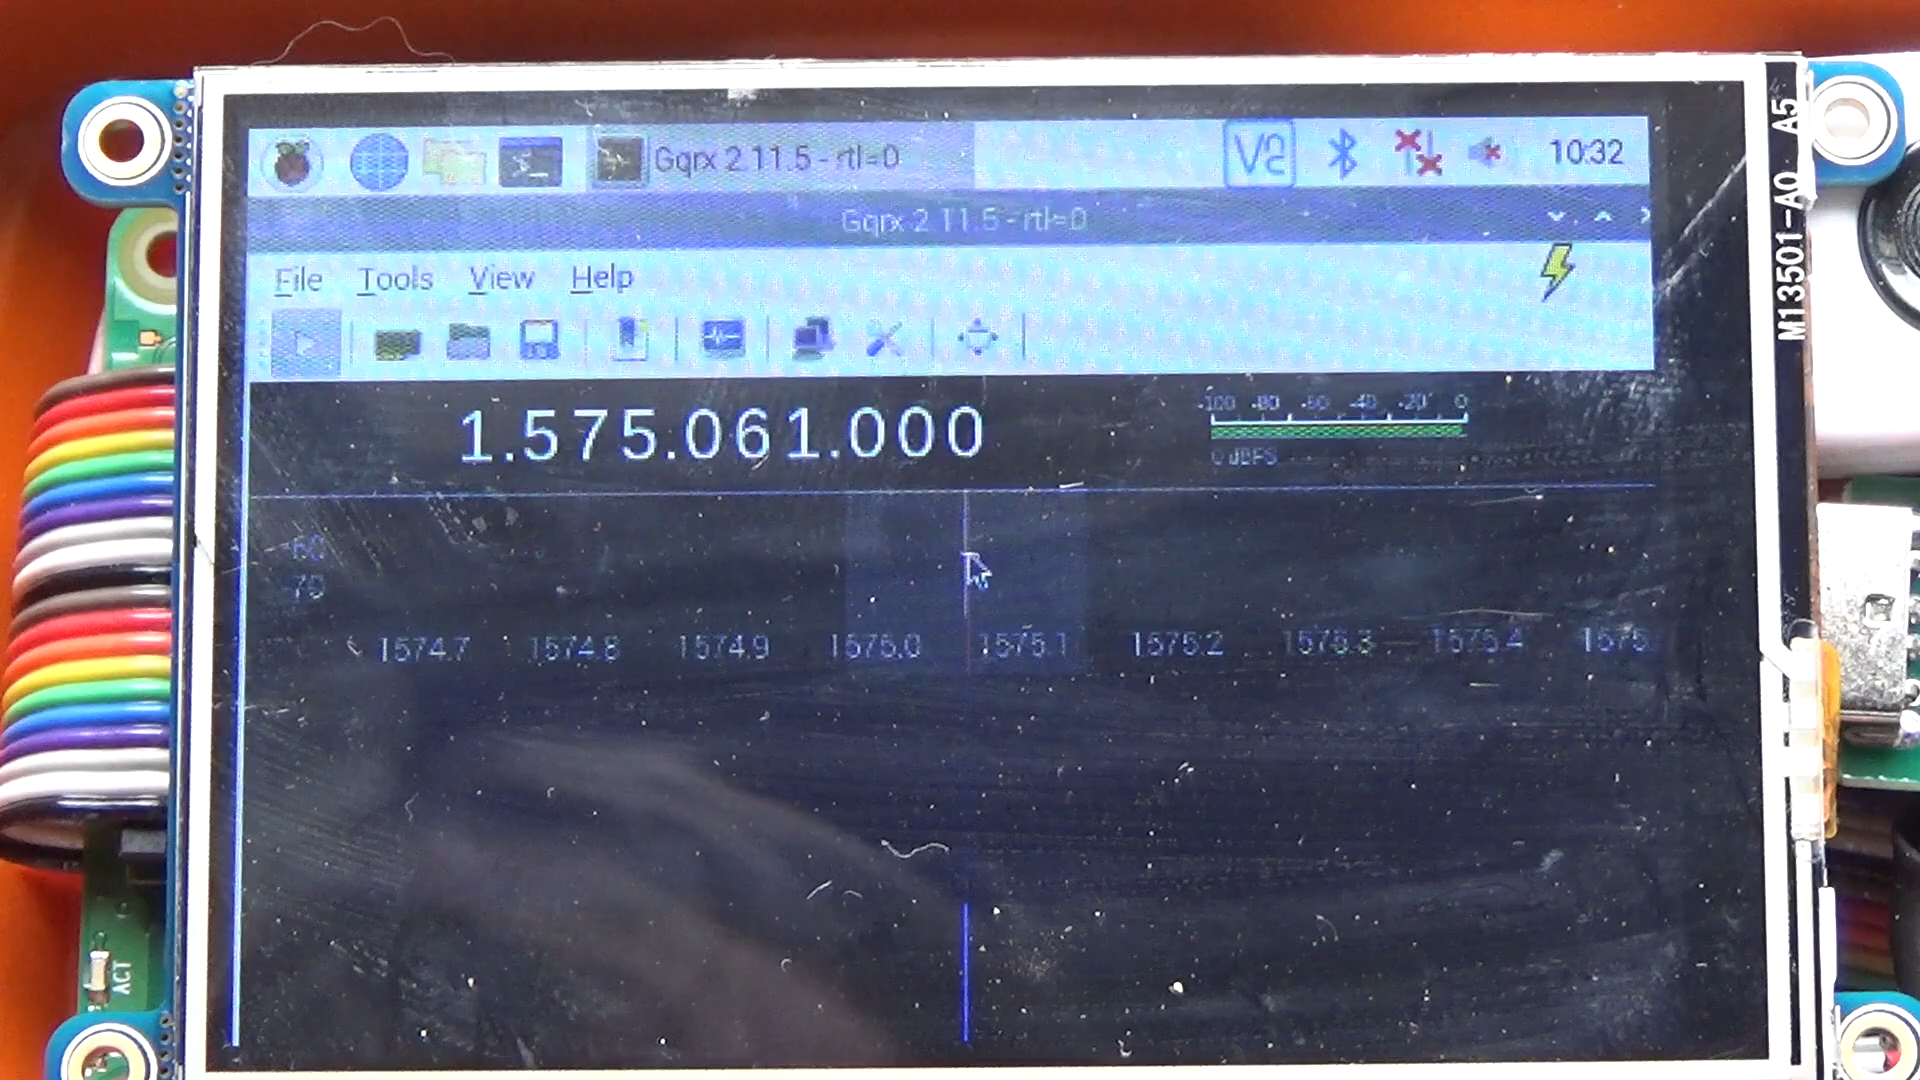 Gqrx 2.11.5 - rtl=0
V2
10:32
Gqrx 2.11.5 - rtl=0
File Tools View Help
1.575.061.000
-100 -80 -60 -40 -20 0
0 dBFS
-60
-70
1574.7 1574.8 1574.9 1575.0 1575.1 1575.2 1575.3 1575.4 1575.
M13501-A0 A5
ACT